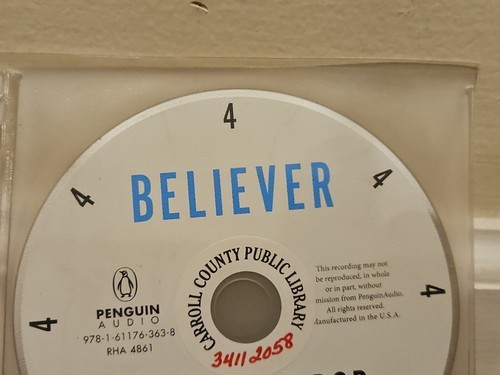 4
4
4
BELIEVER
CARROLL COUNTY PUBLIC LIBRARY
This recording may not
be reproduced, in whole
or in part, without
mission from PenguinAudio.
All rights reserved.
Manufactured in the U.S.A.
4
4
PENGUIN
AUDIO
978-1-61176-363-8
RHA 4861
34112058